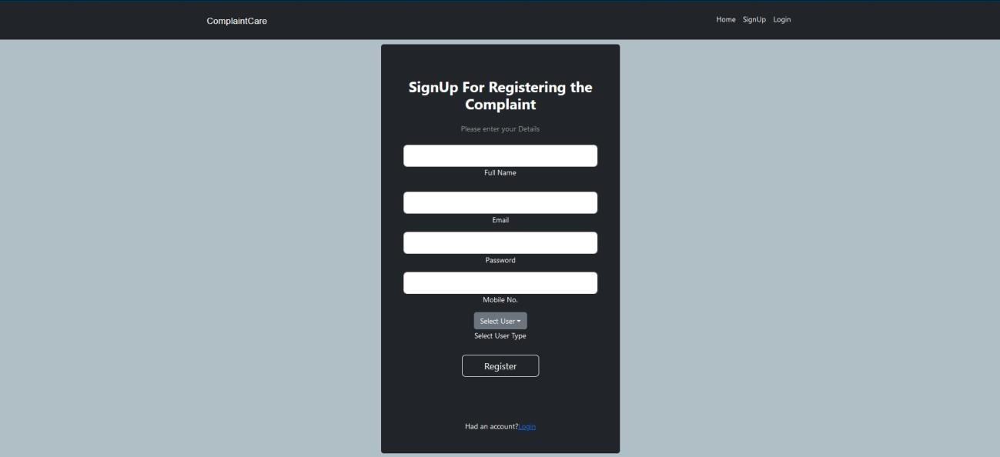 ComplaintCare
Home SignUp Login
SignUp For Registering the
Complaint
Please enter your Details
Full Name
Email
Password
Mobile No.
Select User
Select User Type
Register
Had an account?Login